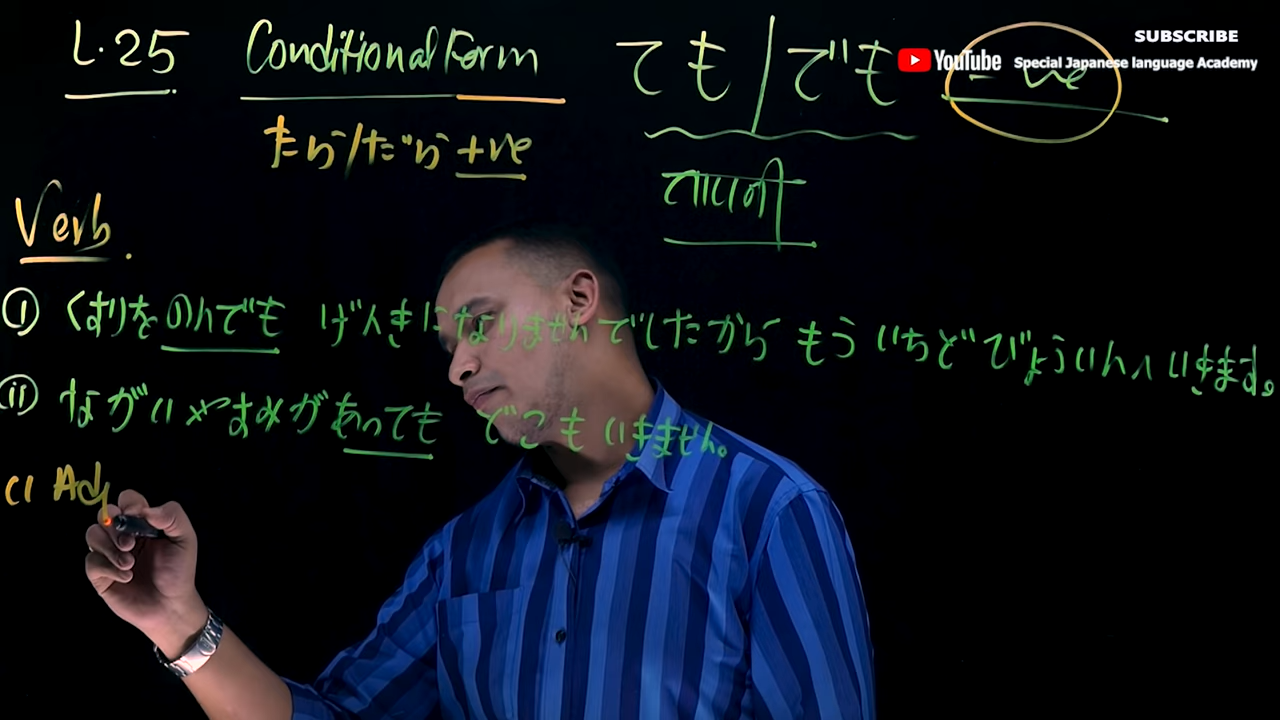 L.25 Conditional Form ても/でも -ve
たら/だら +ve
तापनि
Verb.
① くすりを のんでも げんきに なりませんでしたから もう いちど びょういんへ いきます。
ⅱ ながい やすみが あっても どこも いきません。
い Adj
YouTube
SUBSCRIBE
Special Japanese language Academy